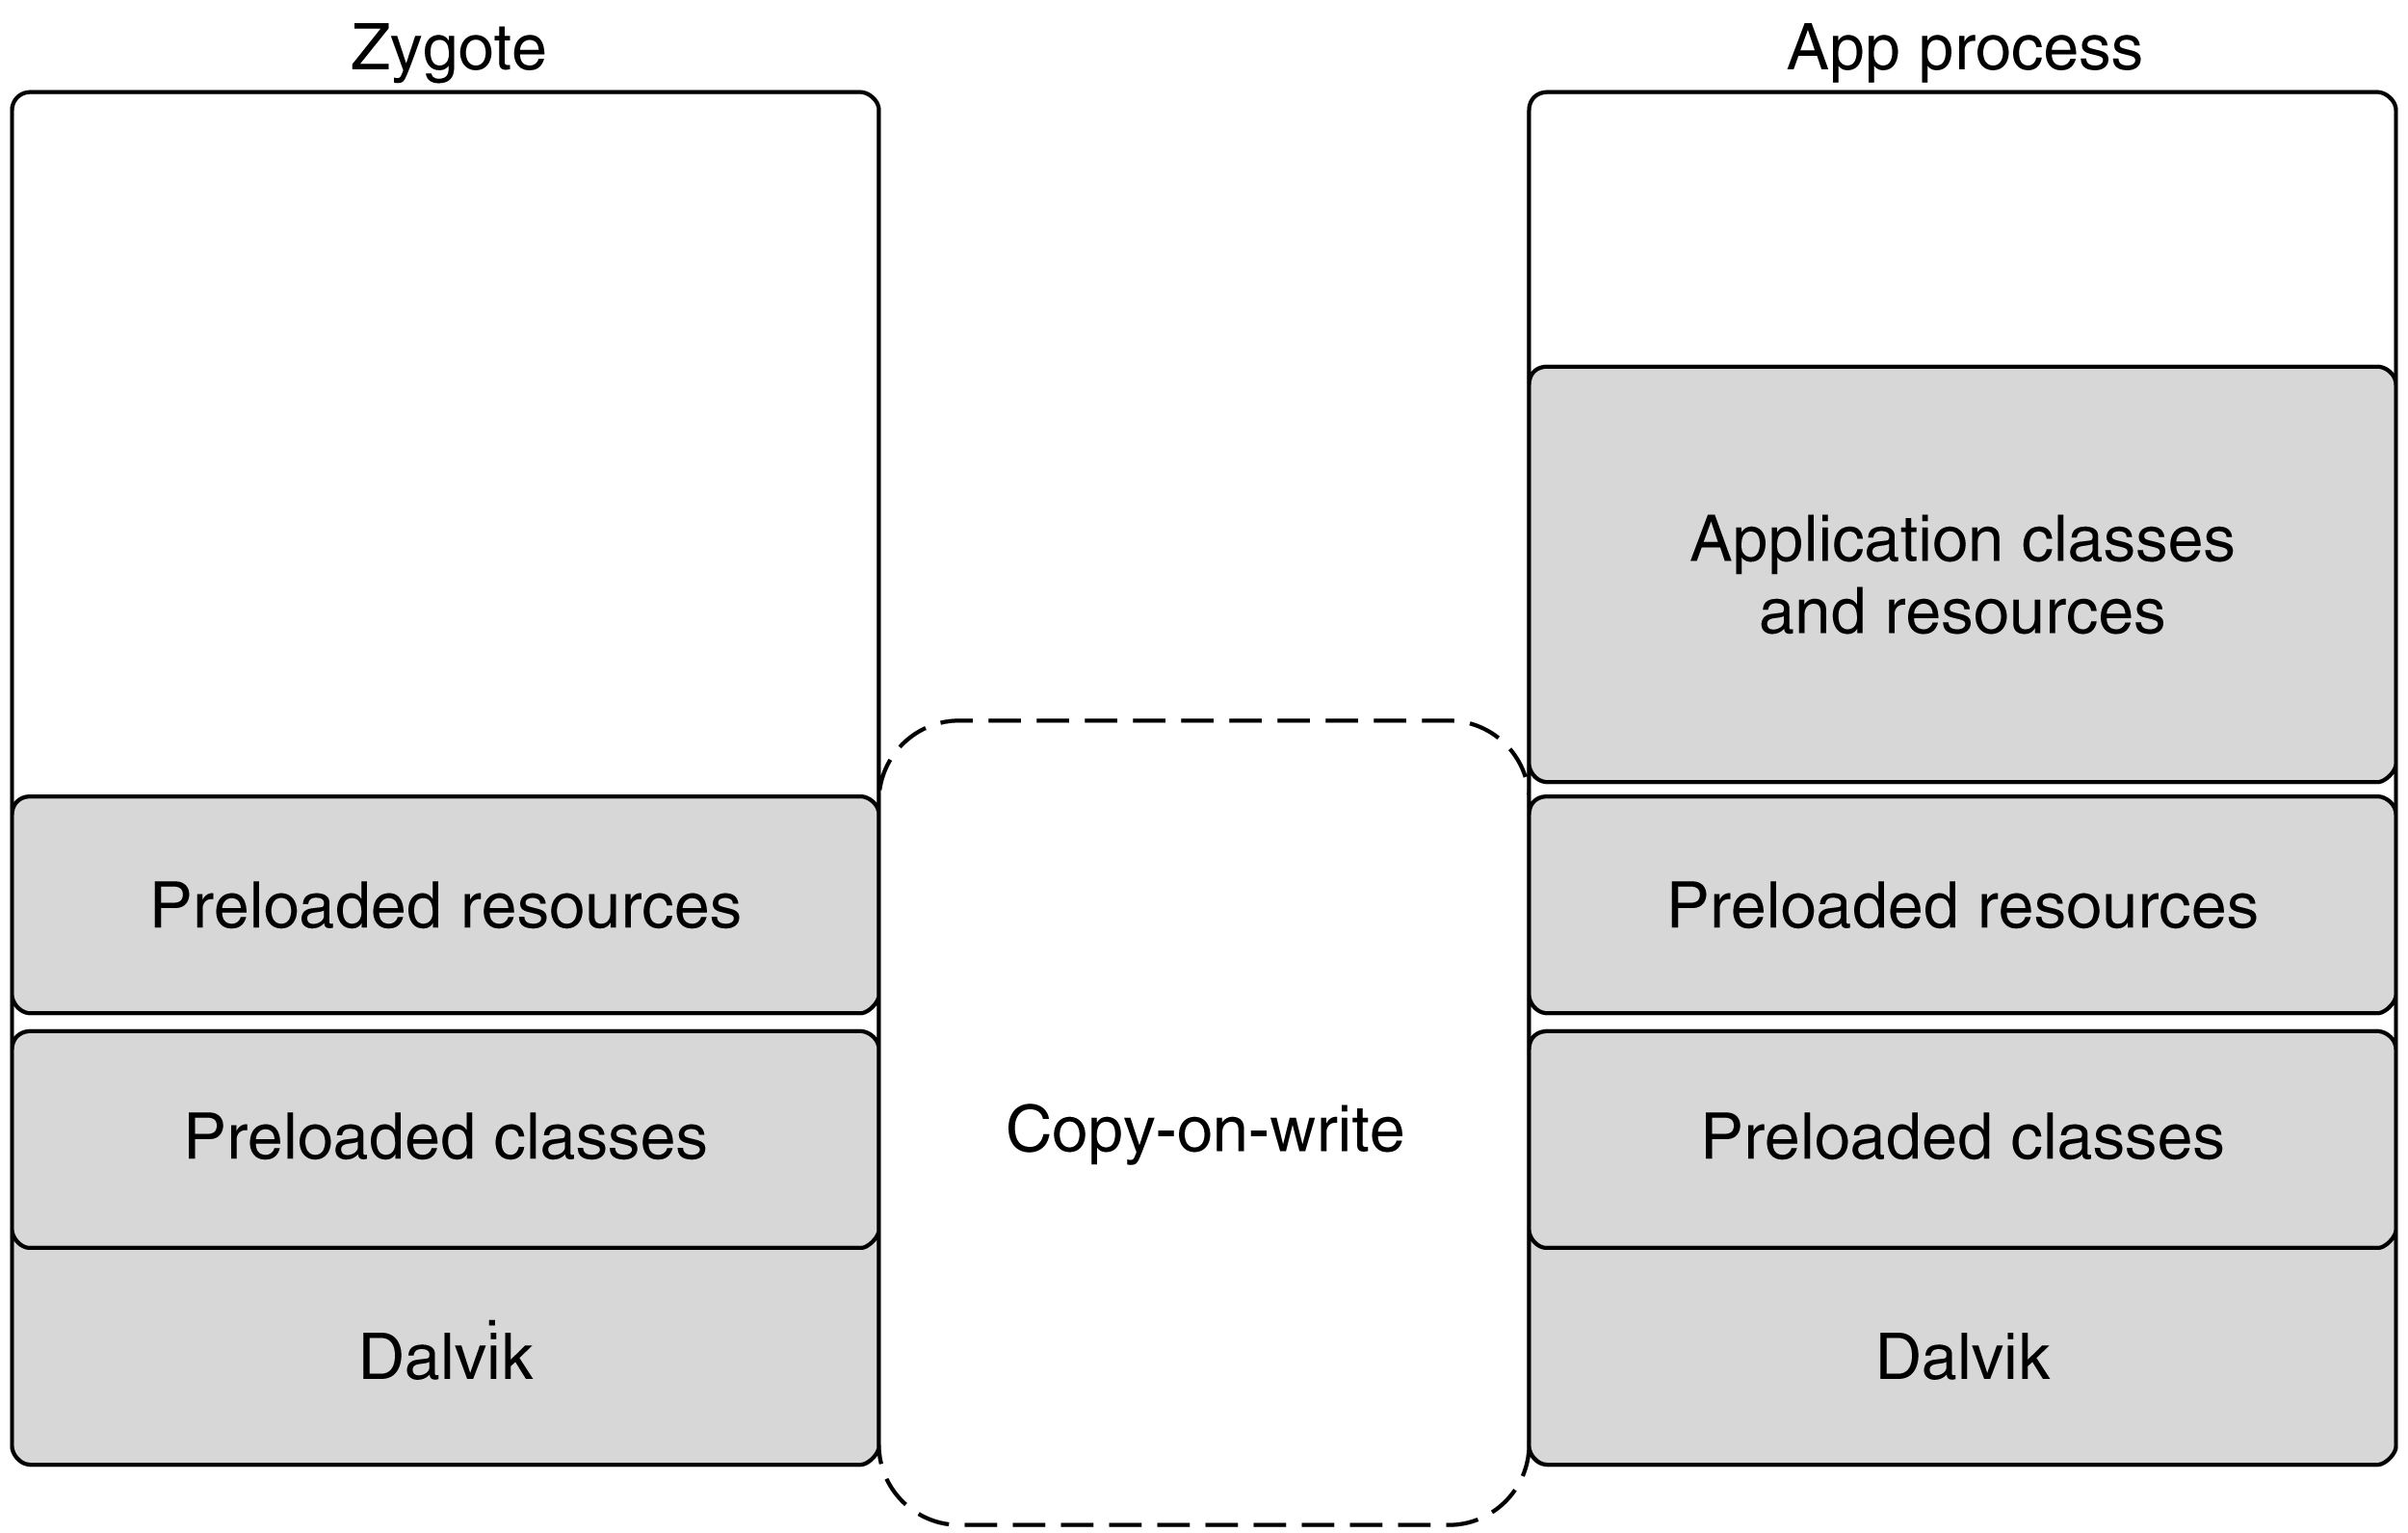 Zygote
App process
Application classes
and resources
Preloaded resources
Preloaded resources
Preloaded classes
Copy-on-write
Preloaded classes
Dalvik
Dalvik